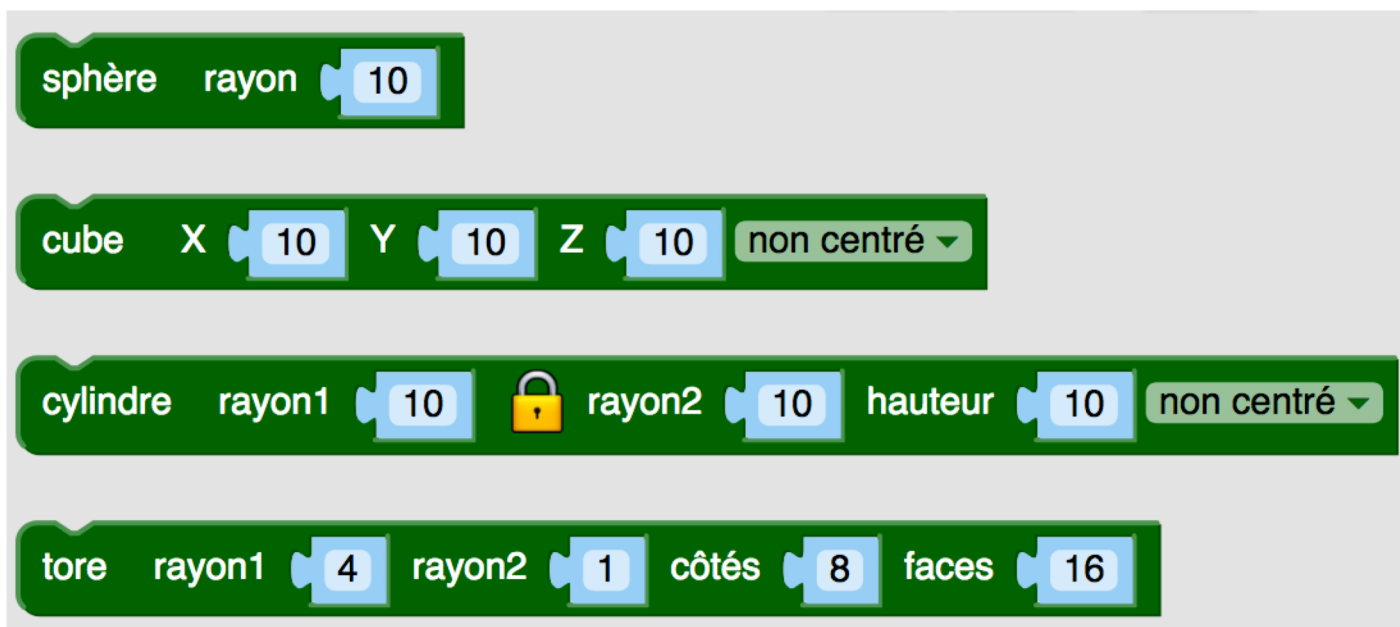 sphère rayon 10
cube X 10 Y 10 Z 10 non centré
cylindre rayon1 10 rayon2 10 hauteur 10 non centré
tore rayon1 4 rayon2 1 côtés 8 faces 16